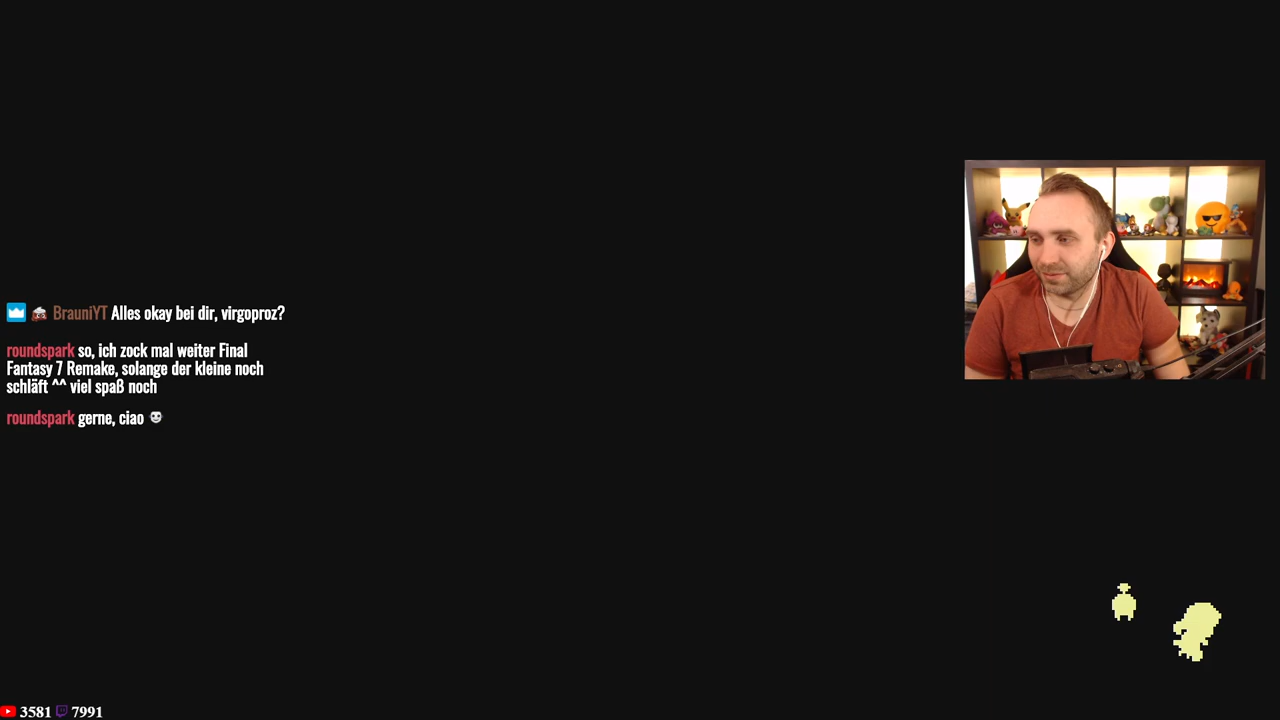 BrauniYT Alles okay bei dir, virgoproz?
roundspark so, ich zock mal weiter Final
Fantasy 7 Remake, solange der kleine noch
schläft ^^ viel spaß noch
roundspark gerne, ciao
3581 7991